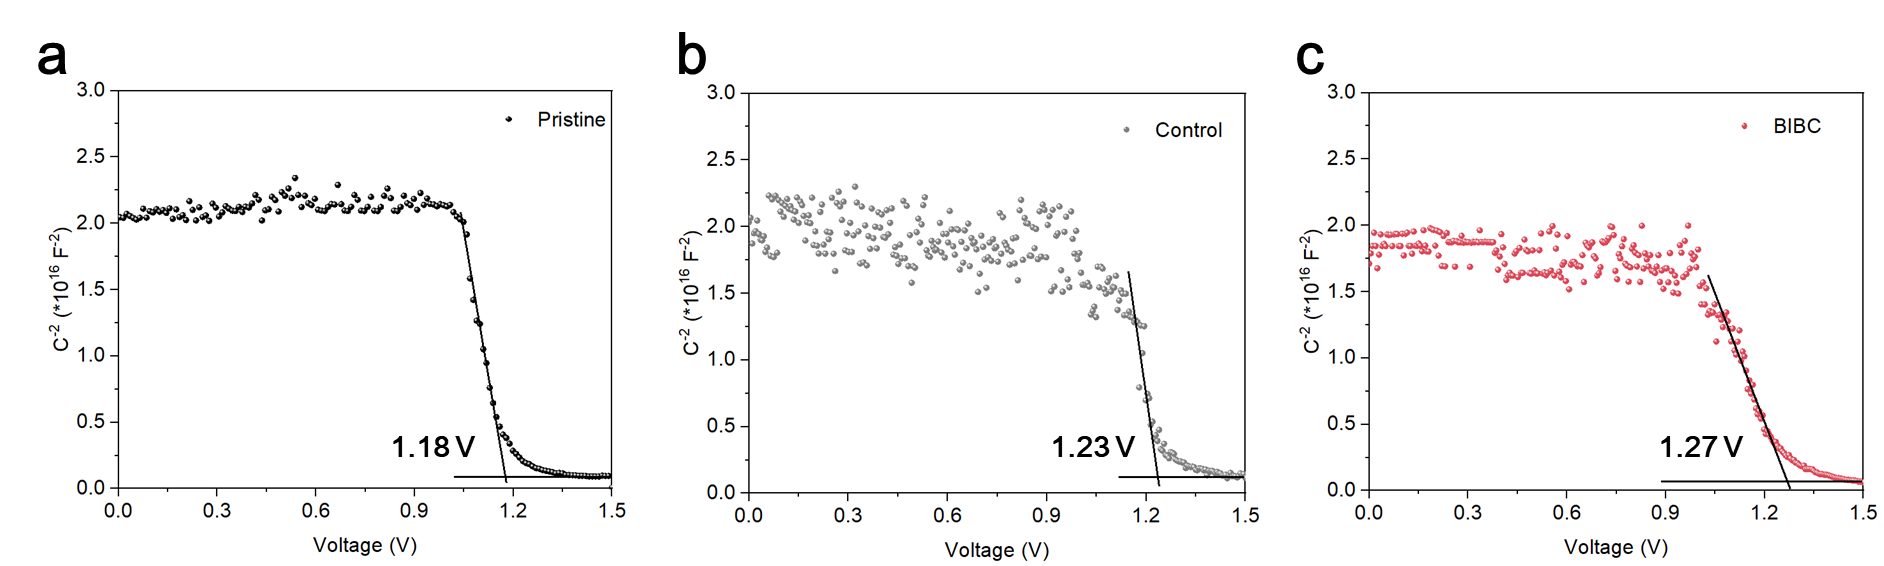 a
3.0
2.5
2.0
1.5
1.0
0.5
0.0
C⁻² (*10¹⁶ F⁻²)
Pristine
1.18 V
0.0 0.3 0.6 0.9 1.2 1.5
Voltage (V)
b
3.0
2.5
2.0
1.5
1.0
0.5
0.0
C⁻² (*10¹⁶ F⁻²)
Control
1.23 V
0.0 0.3 0.6 0.9 1.2 1.5
Voltage (V)
c
3.0
2.5
2.0
1.5
1.0
0.5
0.0
C⁻² (*10¹⁶ F⁻²)
BIBC
1.27 V
0.0 0.3 0.6 0.9 1.2 1.5
Voltage (V)